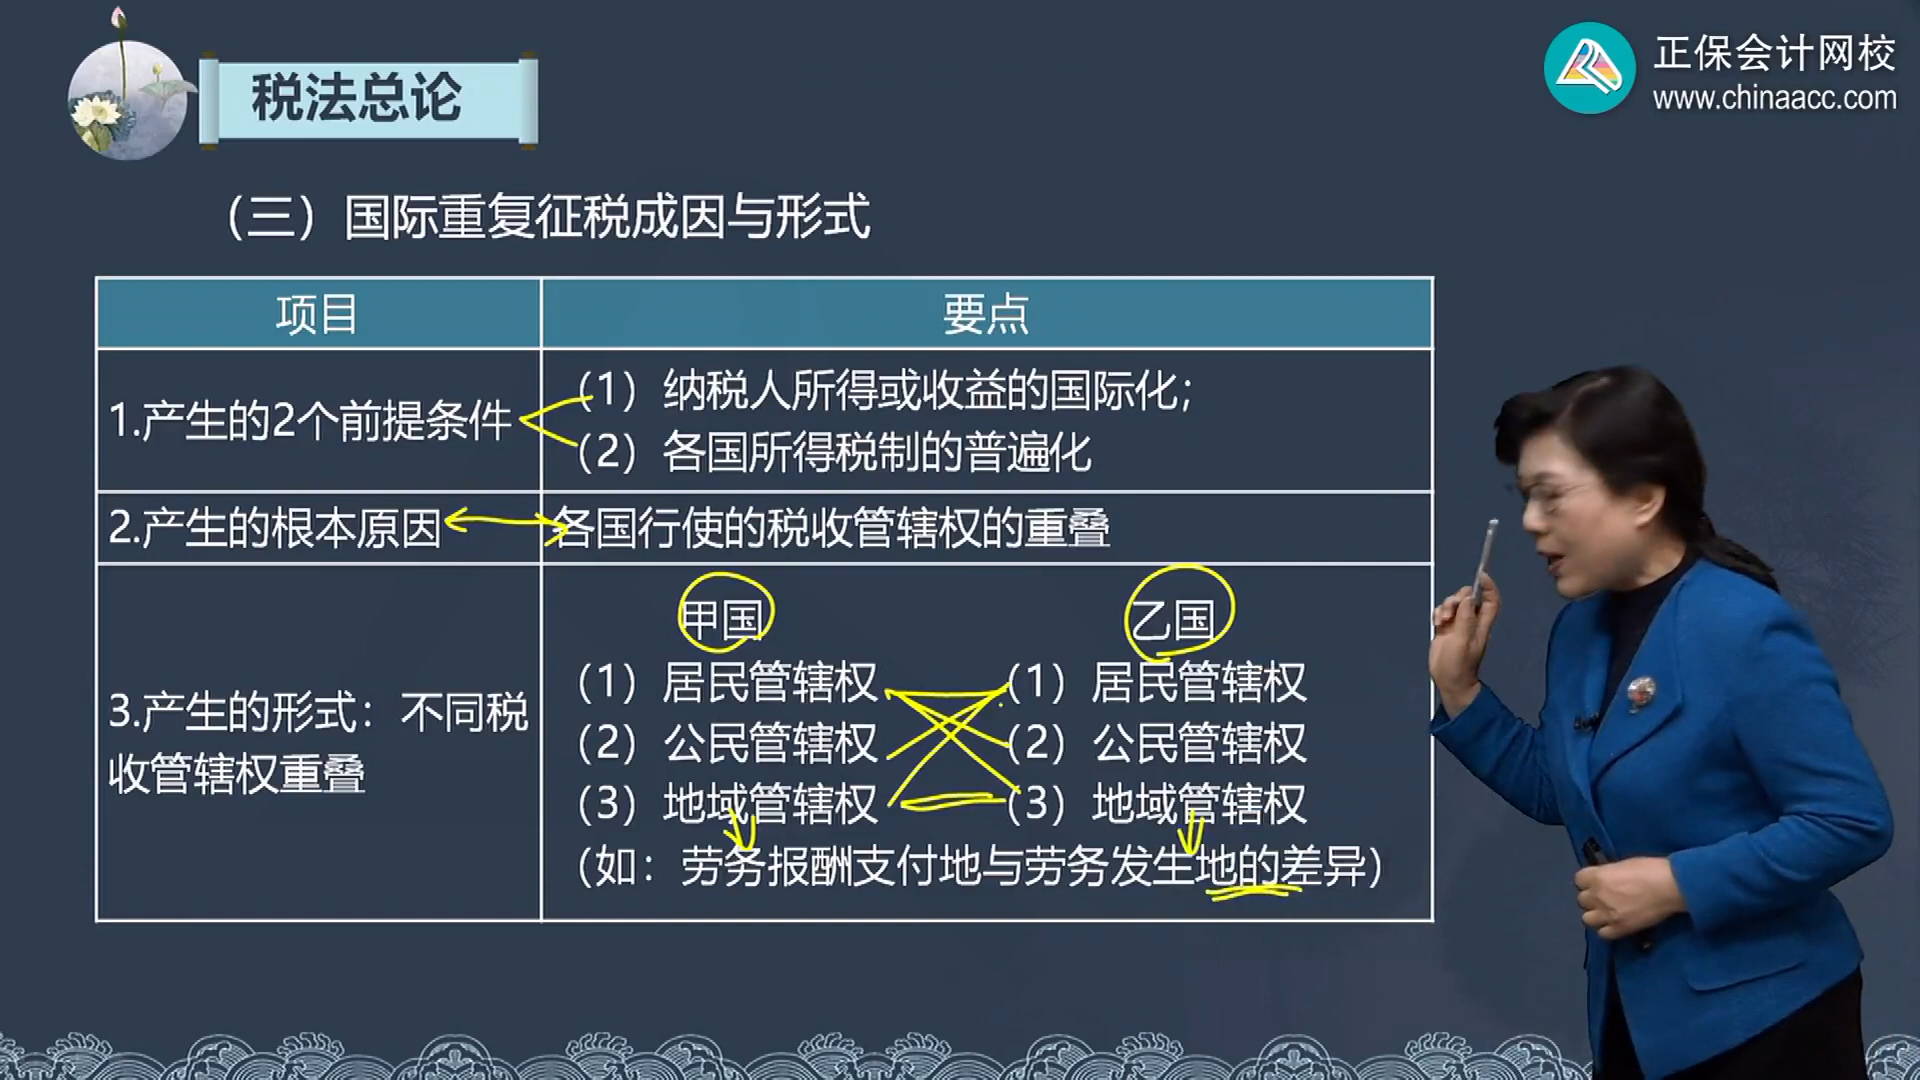 税法总论
正保会计网校
www.chinaacc.com
（三）国际重复征税成因与形式
项目
要点
1.产生的2个前提条件
（1）纳税人所得或收益的国际化；
（2）各国所得税制的普遍化
2.产生的根本原因
各国行使的税收管辖权的重叠
3.产生的形式：不同税
收管辖权重叠
甲国 乙国
（1）居民管辖权 （1）居民管辖权
（2）公民管辖权 （2）公民管辖权
（3）地域管辖权 （3）地域管辖权
（如：劳务报酬支付地与劳务发生地的差异）